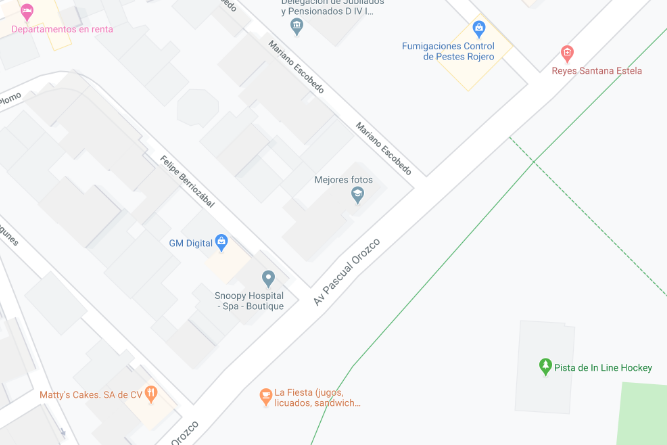 Delegación de Jubilados
y Pensionados D IV I...
Departamentos en renta
Mariano Escobedo
Fumigaciones Control
de Pestes Rojero
Reyes Santana Estela
Plomo
Mariano Escobedo
Felipe Berriozábal
Mejores fotos
GM Digital
Av Pascual Orozco
Snoopy Hospital
- Spa - Boutique
Pista de In Line Hockey
Matty's Cakes. SA de CV
La Fiesta (jugos,
licuados, sandwich...
Orozco